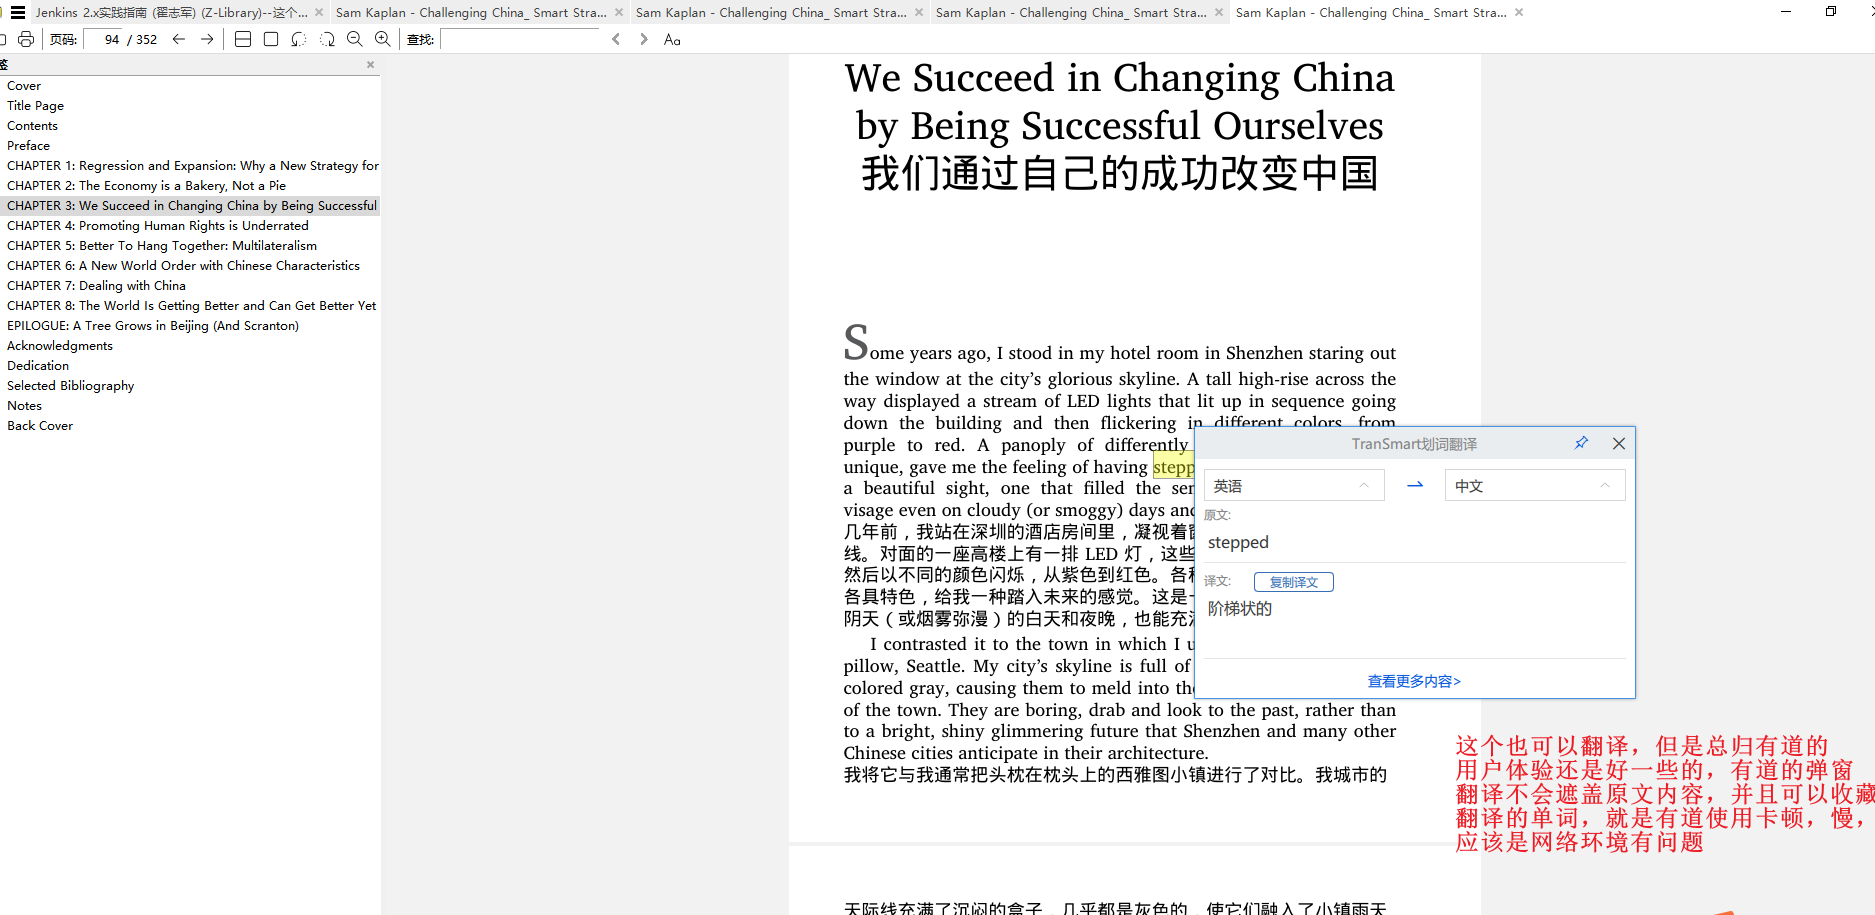 Jenkins 2.x实践指南 (翟志军) (Z-Library)--这个...
Sam Kaplan - Challenging China_ Smart Stra...
Sam Kaplan - Challenging China_ Smart Stra...
Sam Kaplan - Challenging China_ Smart Stra...
Sam Kaplan - Challenging China_ Smart Stra...
页码: 94 / 352
查找:
Aa
签
Cover
Title Page
Contents
Preface
CHAPTER 1: Regression and Expansion: Why a New Strategy for
CHAPTER 2: The Economy is a Bakery, Not a Pie
CHAPTER 3: We Succeed in Changing China by Being Successful
CHAPTER 4: Promoting Human Rights is Underrated
CHAPTER 5: Better To Hang Together: Multilateralism
CHAPTER 6: A New World Order with Chinese Characteristics
CHAPTER 7: Dealing with China
CHAPTER 8: The World Is Getting Better and Can Get Better Yet
EPILOGUE: A Tree Grows in Beijing (And Scranton)
Acknowledgments
Dedication
Selected Bibliography
Notes
Back Cover
We Succeed in Changing China
by Being Successful Ourselves
我们通过自己的成功改变中国
Some years ago, I stood in my hotel room in Shenzhen staring out
the window at the city's glorious skyline. A tall high-rise across the
way displayed a stream of LED lights that lit up in sequence going
down the building and then flickering in different colors, from
purple to red. A panoply of differently
unique, gave me the feeling of having stepp
a beautiful sight, one that filled the sen
visage even on cloudy (or smoggy) days and
几年前，我站在深圳的酒店房间里，凝视着窗
线。对面的一座高楼上有一排 LED 灯，这些
然后以不同的颜色闪烁，从紫色到红色。各种
各具特色，给我一种踏入未来的感觉。这是一
阴天（或烟雾弥漫）的白天和夜晚，也能充满
I contrasted it to the town in which I u
pillow, Seattle. My city's skyline is full of
colored gray, causing them to meld into the
of the town. They are boring, drab and look to the past, rather than
to a bright, shiny glimmering future that Shenzhen and many other
Chinese cities anticipate in their architecture.
我将它与我通常把头枕在枕头上的西雅图小镇进行了对比。我城市的
天际线充满了沉闷的盒子，几乎都是灰色的，使它们融入了小镇雨天
TranSmart划词翻译
英语
中文
原文:
stepped
译文:
复制译文
阶梯状的
查看更多内容>
这个也可以翻译，但是总归有道的
用户体验还是好一些的，有道的弹窗
翻译不会遮盖原文内容，并且可以收藏
翻译的单词，就是有道使用卡顿，慢，
应该是网络环境有问题